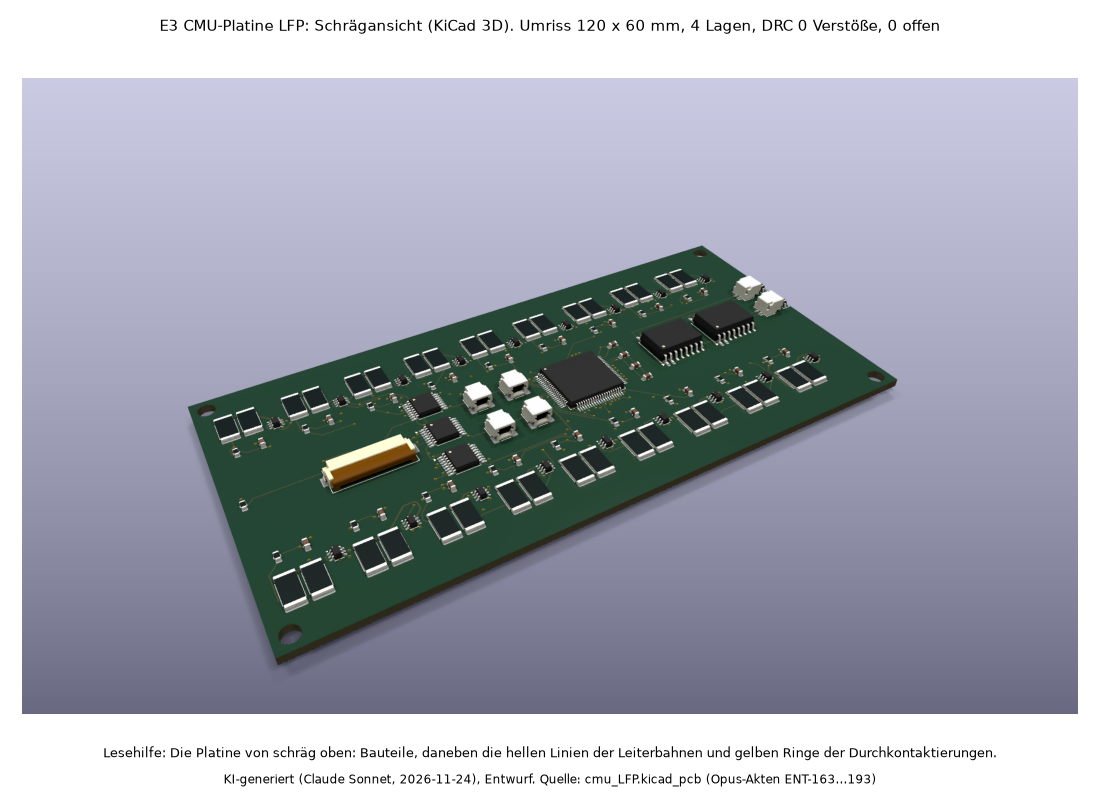 E3 CMU-Platine LFP: Schrägansicht (KiCad 3D). Umriss 120 x 60 mm, 4 Lagen, DRC 0 Verstöße, 0 offen
Lesehilfe: Die Platine von schräg oben: Bauteile, daneben die hellen Linien der Leiterbahnen und gelben Ringe der Durchkontaktierungen.
KI-generiert (Claude Sonnet, 2026-11-24), Entwurf. Quelle: cmu_LFP.kicad_pcb (Opus-Akten ENT-163...193)